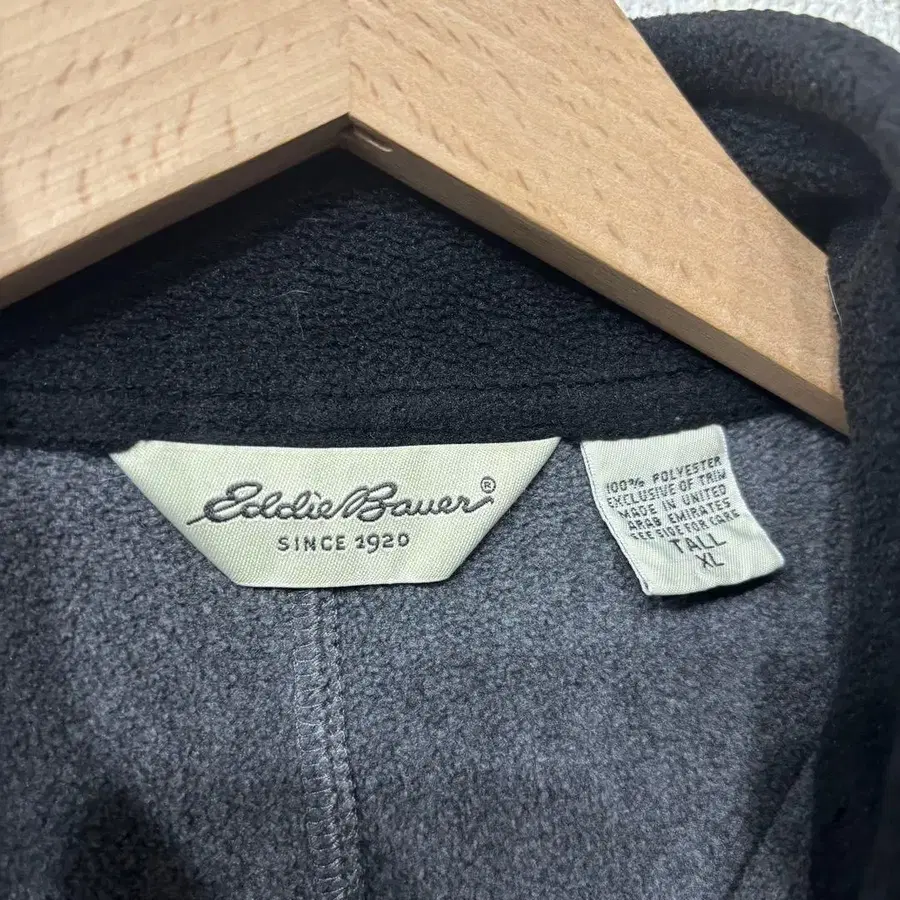 Eddie Bauer®
SINCE 1920
100% POLYESTER
EXCLUSIVE OF TRIM
MADE IN UNITED
ARAB EMIRATES
SEE SIDE FOR CARE
TALL
XL